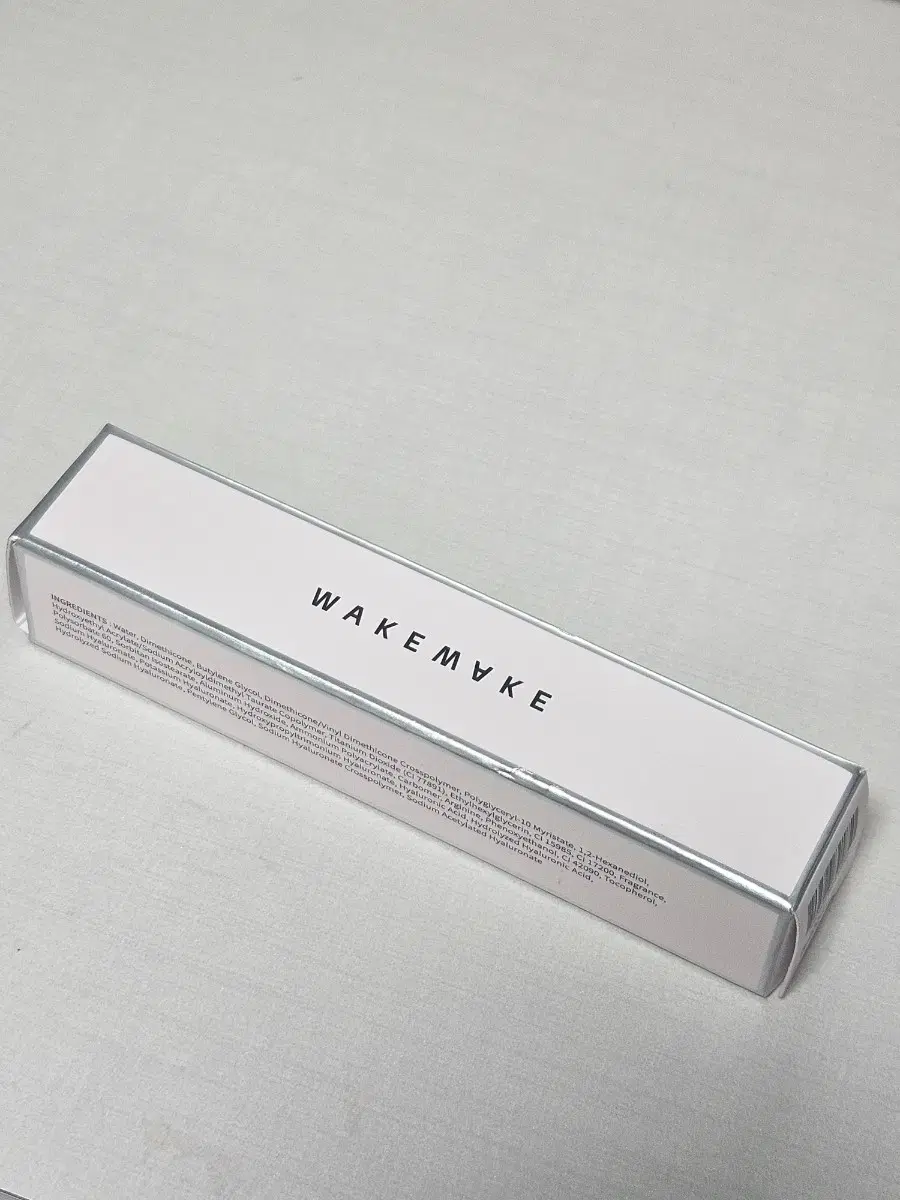 WAKEMAKE
INGREDIENTS : Water, Dimethicone, Butylene Glycol, Dimethicone/Vinyl Dimethicone Crosspolymer, Polyglyceryl-10 Myristate, 1,2-Hexanediol,
Hydroxyethyl Acrylate/Sodium Acryloyldimethyl Taurate Copolymer, Titanium Dioxide (CI 77891), Ethylhexylglycerin, CI 15985, CI 17200, Fragrance,
Polysorbate 60, Sorbitan Isostearate, Aluminum Hydroxide, Ammonium Polyacrylate, Carbomer, Arginine, Phenoxyethanol, CI 42090, Tocopherol,
Sodium Hyaluronate, Potassium Hyaluronate, Hydroxypropyltrimonium Hyaluronate, Hyaluronic Acid, Hydrolyzed Hyaluronic Acid,
Hydrolyzed Sodium Hyaluronate, Pentylene Glycol, Sodium Hyaluronate Crosspolymer, Sodium Acetylated Hyaluronate